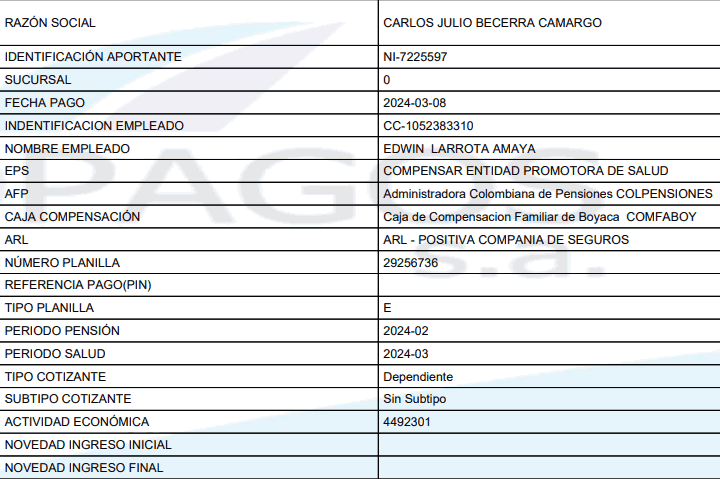 RAZÓN SOCIAL CARLOS JULIO BECERRA CAMARGO
IDENTIFICACIÓN APORTANTE NI-7225597
SUCURSAL 0
FECHA PAGO 2024-03-08
INDENTIFICACION EMPLEADO CC-1052383310
NOMBRE EMPLEADO EDWIN LARROTA AMAYA
EPS COMPENSAR ENTIDAD PROMOTORA DE SALUD
AFP Administradora Colombiana de Pensiones COLPENSIONES
CAJA COMPENSACIÓN Caja de Compensacion Familiar de Boyaca COMFABOY
ARL ARL - POSITIVA COMPANIA DE SEGUROS
NÚMERO PLANILLA 29256736
REFERENCIA PAGO(PIN)
TIPO PLANILLA E
PERIODO PENSIÓN 2024-02
PERIODO SALUD 2024-03
TIPO COTIZANTE Dependiente
SUBTIPO COTIZANTE Sin Subtipo
ACTIVIDAD ECONÓMICA 4492301
NOVEDAD INGRESO INICIAL
NOVEDAD INGRESO FINAL
PAGOS
s.a.